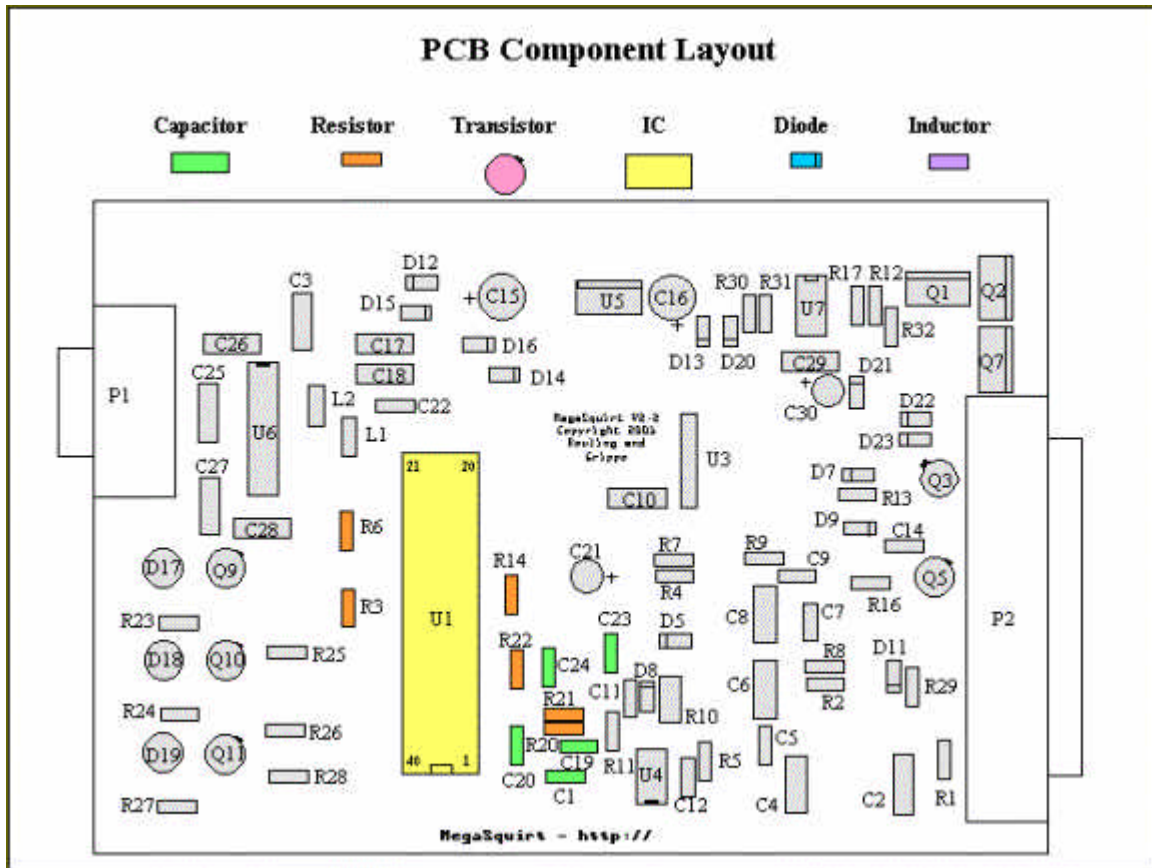 PCB Component Layout
Capacitor Resistor Transistor IC Diode Inductor
D12
C3
R30 R31 R17 R12
+ C15 U5 C16 Q1 Q2
D15 U7
+ R32
C26 C17 D16 D13 D20 C29 Q7
C25 C18 D14 + D21
P1 L2 C22 C30 D22
U6 L1 MegaSquirt V2.2
Copyright 2001
Bowling and
Grippo
D23
U3
C27 21 20 D7 Q3
C10 R13
C28 R6 D9 C14
D17 Q9 R14 C21 + R7 R9 C9 Q5
R4 R16
R23 R3 U1 C23 D5 C8 C7 P2
R22
D18 Q10 R25 C24 D8 R8 D11
C11 C6 R2 R29
R24 R21 R10
R26 C5
D19 Q11 R20 C19 R11 R5
40 1 U4
R28 C20 C1 C12 C4 C2 R1
R27
MegaSquirt - http://